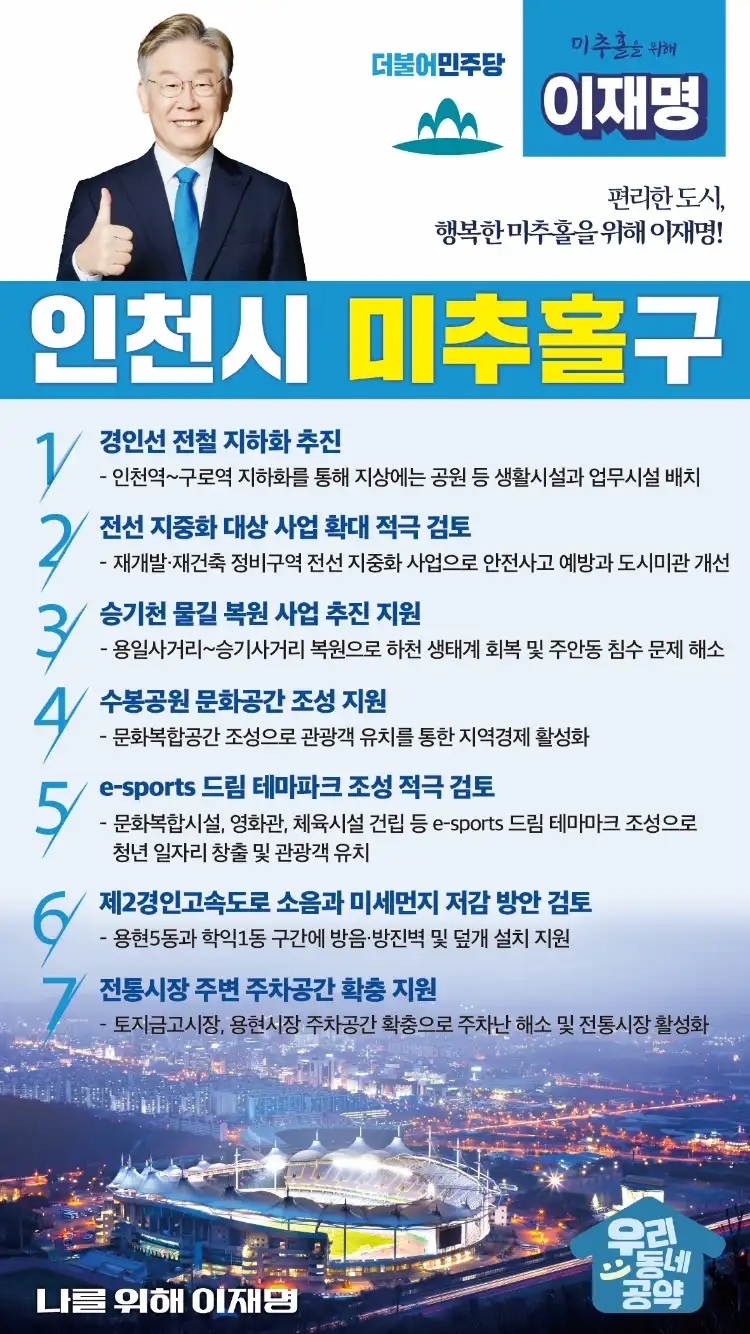 더불어민주당
미추홀을 위해
이재명
편리한 도시,
행복한 미추홀을 위해 이재명!
인천시 미추홀구
1 경인선 전철 지하화 추진
- 인천역~구로역 지하화를 통해 지상에는 공원 등 생활시설과 업무시설 배치
2 전선 지중화 대상 사업 확대 적극 검토
- 재개발·재건축 정비구역 전선 지중화 사업으로 안전사고 예방과 도시미관 개선
3 승기천 물길 복원 사업 추진 지원
- 용일사거리~승기사거리 복원으로 하천 생태계 회복 및 주안동 침수 문제 해소
4 수봉공원 문화공간 조성 지원
- 문화복합공간 조성으로 관광객 유치를 통한 지역경제 활성화
5 e-sports 드림 테마파크 조성 적극 검토
- 문화복합시설, 영화관, 체육시설 건립 등 e-sports 드림 테마마크 조성으로
청년 일자리 창출 및 관광객 유치
6 제2경인고속도로 소음과 미세먼지 저감 방안 검토
- 용현5동과 학익1동 구간에 방음·방진벽 및 덮개 설치 지원
7 전통시장 주변 주차공간 확충 지원
- 토지금고시장, 용현시장 주차공간 확충으로 주차난 해소 및 전통시장 활성화
우리
동네
공약
나를 위해 이재명